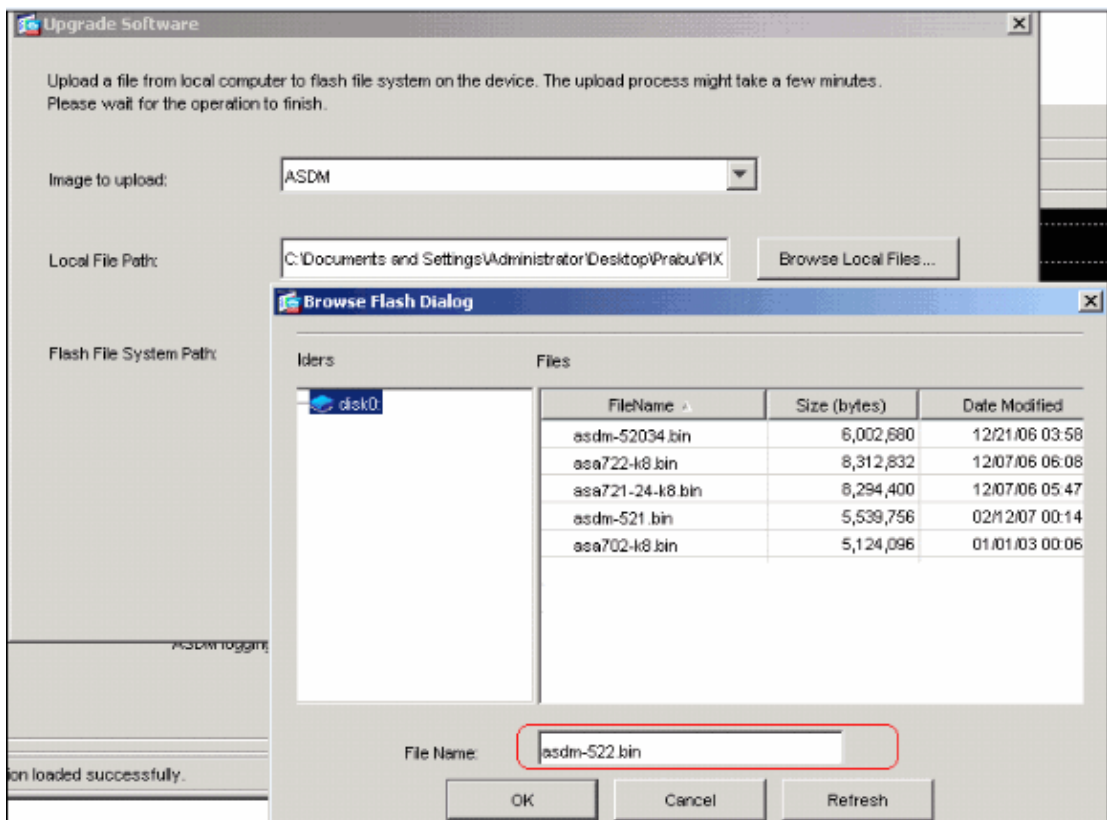 Upgrade Software
Upload a file from local computer to flash file system on the device. The upload process might take a few minutes.
Please wait for the operation to finish.
Image to upload:
ASDM
Local File Path:
C:\Documents and Settings\Administrator\Desktop\Prabu\PIX
Browse Local Files...
Browse Flash Dialog
Flash File System Path:
lders
Files
disk0:
FileName Size (bytes) Date Modified
asdm-52034.bin 6,002,680 12/21/06 03:58
asa722-k8.bin 8,312,832 12/07/06 06:08
asa721-24-k8.bin 8,294,400 12/07/06 05:47
asdm-521.bin 5,539,756 02/12/07 00:14
asa702-k8.bin 5,124,096 01/01/03 00:06
ASDM logging
File Name:
asdm-522.bin
ion loaded successfully.
OK
Cancel
Refresh